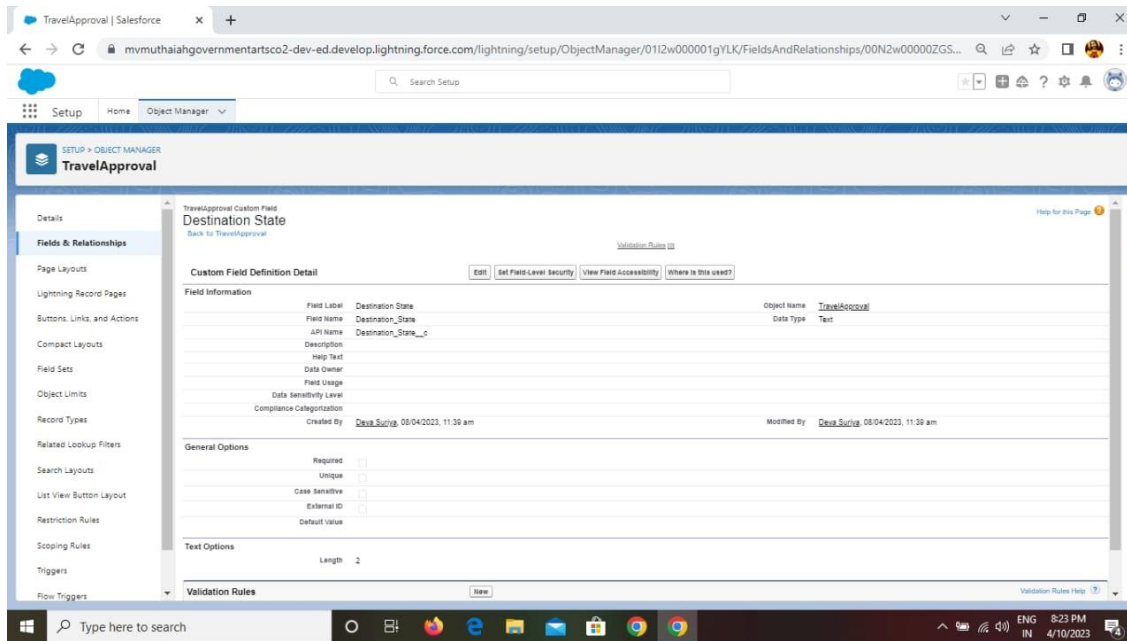 TravelApproval | Salesforce
mvmuthaiahgovernmentartsco2-dev-ed.develop.lightning.force.com/lightning/setup/ObjectManager/01I2w000001gYLK/FieldsAndRelationships/00N2w00000ZGS...
Search Setup
Setup Home Object Manager
SETUP > OBJECT MANAGER
TravelApproval
Details
Fields & Relationships
Page Layouts
Lightning Record Pages
Buttons, Links, and Actions
Compact Layouts
Field Sets
Object Limits
Record Types
Related Lookup Filters
Search Layouts
List View Button Layout
Restriction Rules
Scoping Rules
Triggers
Flow Triggers
TravelApproval Custom Field
Destination State
Back to TravelApproval
Help for this Page
Validation Rules [0]
Custom Field Definition Detail Edit Set Field-Level Security View Field Accessibility Where is this used?
Field Information
Field Label Destination State Object Name TravelApproval
Field Name Destination_State Data Type Text
API Name Destination_State__c
Description
Help Text
Data Owner
Field Usage
Data Sensitivity Level
Compliance Categorization
Created By Deva Suriya, 08/04/2023, 11:39 am Modified By Deva Suriya, 08/04/2023, 11:39 am
General Options
Required
Unique
Case Sensitive
External ID
Default Value
Text Options
Length 2
Validation Rules New Validation Rules Help ?
Type here to search
ENG 8:23 PM
IN 4/10/2023
4